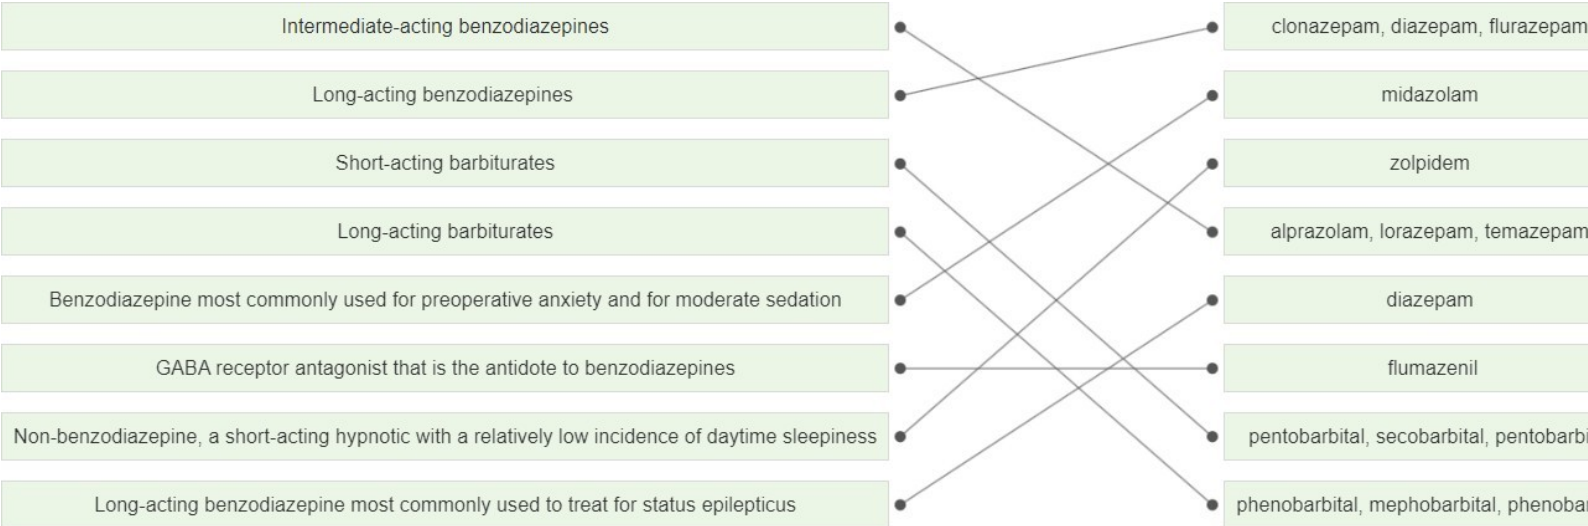 Intermediate-acting benzodiazepines
clonazepam, diazepam, flurazepam
Long-acting benzodiazepines
midazolam
Short-acting barbiturates
zolpidem
Long-acting barbiturates
alprazolam, lorazepam, temazepam
Benzodiazepine most commonly used for preoperative anxiety and for moderate sedation
diazepam
GABA receptor antagonist that is the antidote to benzodiazepines
flumazenil
Non-benzodiazepine, a short-acting hypnotic with a relatively low incidence of daytime sleepiness
pentobarbital, secobarbital, pentobarbi
Long-acting benzodiazepine most commonly used to treat for status epilepticus
phenobarbital, mephobarbital, phenobar